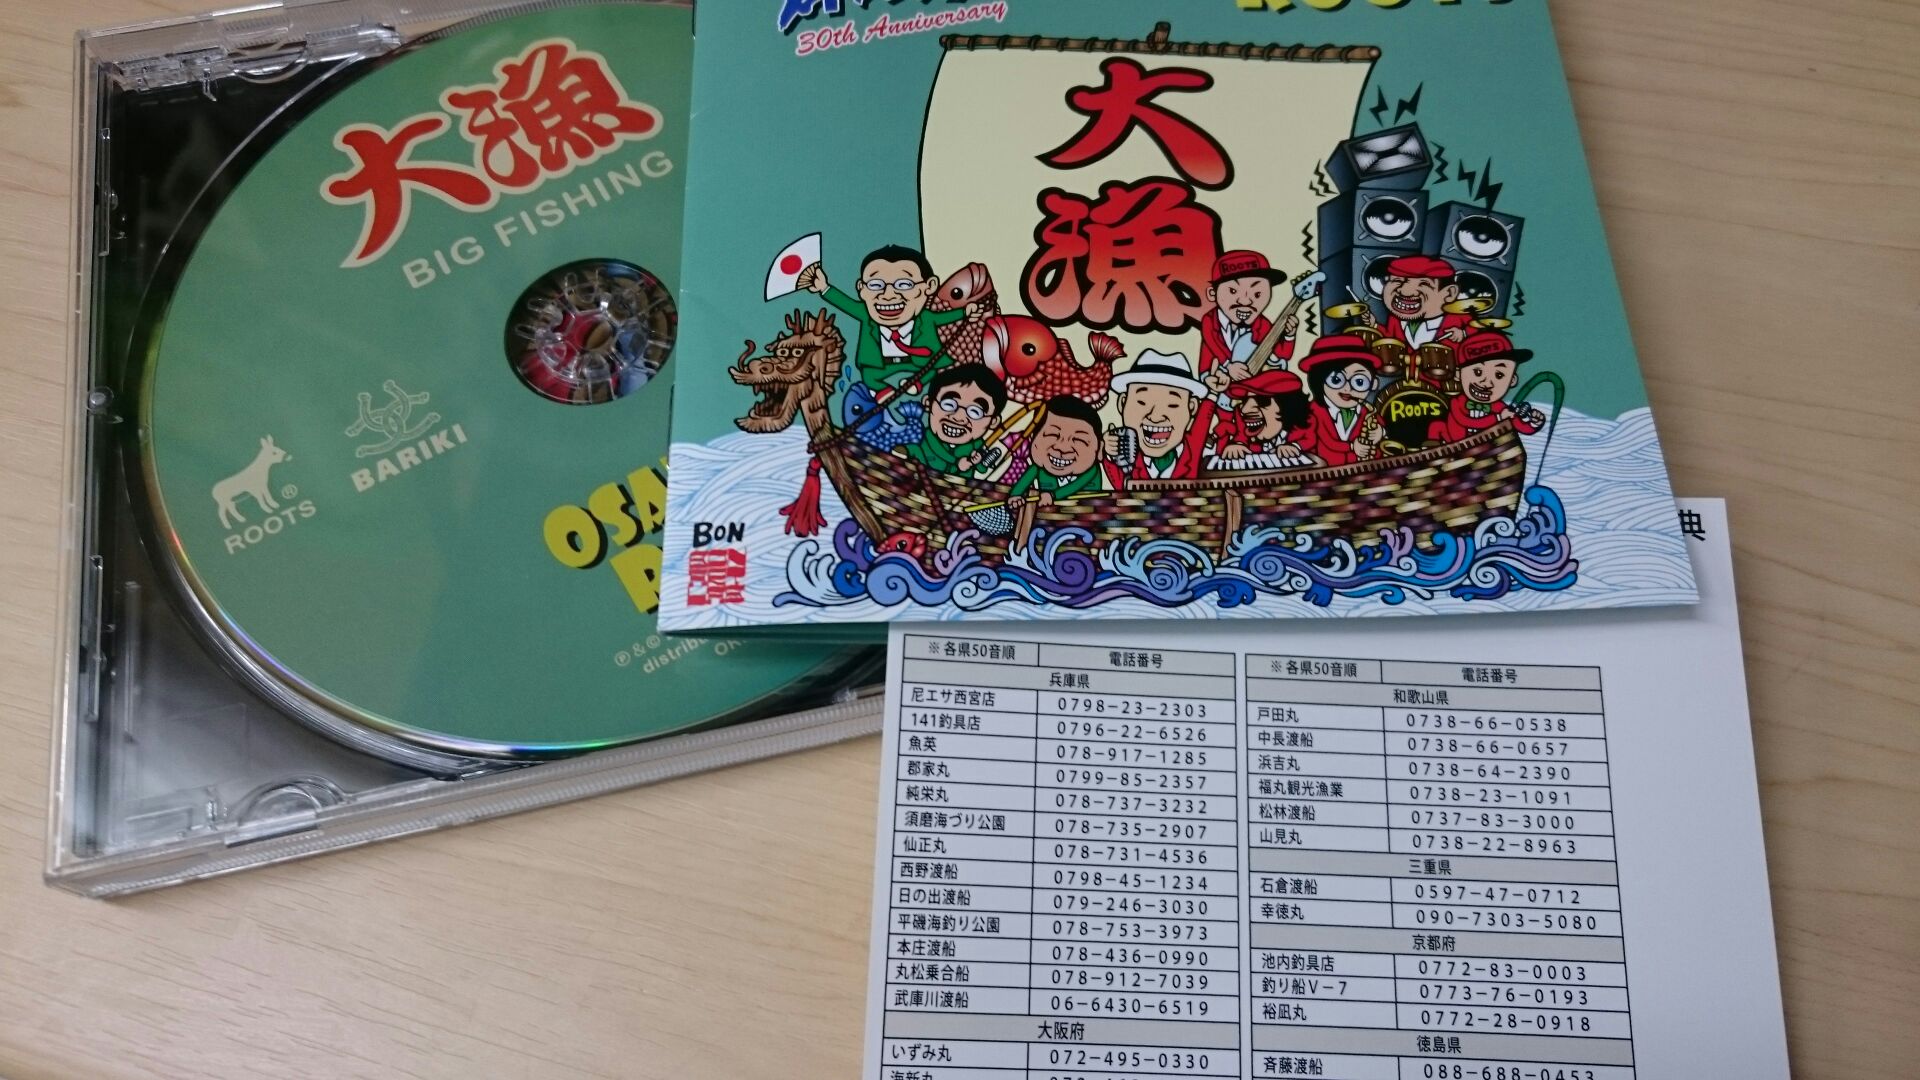 大漁
BIG FISHING
ROOTS
BARIKI
distribu
30th Anniversary
大漁
ROOTS
ROOTS
ROOTS
BON
典
※各県50音順 電話番号
兵庫県
尼エサ西宮店 0798-23-2303
141釣具店 0796-22-6526
魚英 078-917-1285
郡家丸 0799-85-2357
純栄丸 078-737-3232
須磨海づり公園 078-735-2907
仙正丸 078-731-4536
西野渡船 0798-45-1234
日の出渡船 079-246-3030
平磯海釣り公園 078-753-3973
本庄渡船 078-436-0990
丸松乗合船 078-912-7039
武庫川渡船 06-6430-6519
大阪府
いずみ丸 072-495-0330
海新丸
※各県50音順 電話番号
和歌山県
戸田丸 0738-66-0538
中長渡船 0738-66-0657
浜吉丸 0738-64-2390
福丸観光漁業 0738-23-1091
松林渡船 0737-83-3000
山見丸 0738-22-8963
三重県
石倉渡船 0597-47-0712
幸徳丸 090-7303-5080
京都府
池内釣具店 0772-83-0003
釣り船V-7 0773-76-0193
裕凪丸 0772-28-0918
徳島県
斉藤渡船 088-688-0453